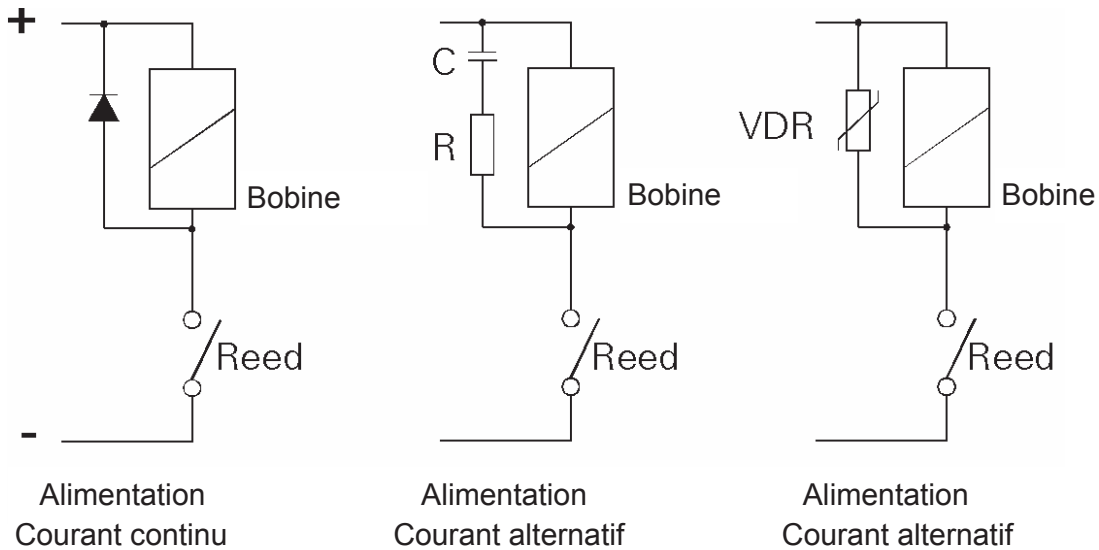 +
Bobine
Reed
-
Alimentation
Courant continu
C
R
Bobine
Reed
Alimentation
Courant alternatif
VDR
Bobine
Reed
Alimentation
Courant alternatif